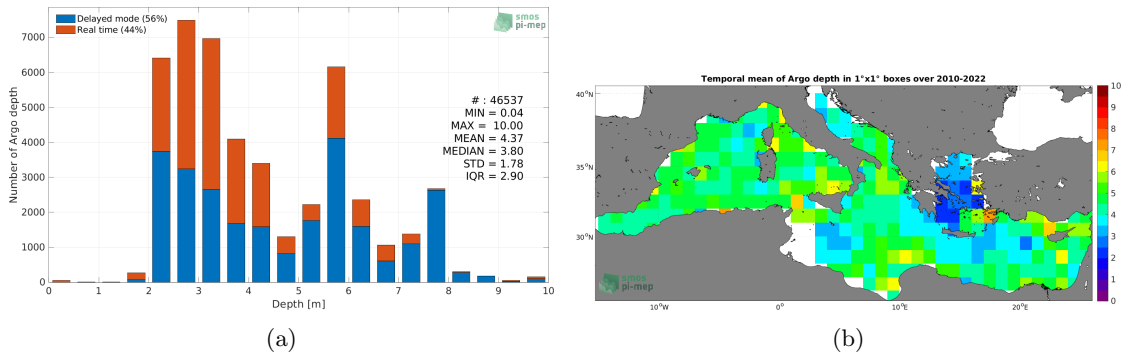 Delayed mode (56%)
Real time (44%)
smos
pi-mep
7000
6000
5000
4000
3000
2000
1000
0
Number of Argo depth
# : 46537
MIN = 0.04
MAX = 10.00
MEAN = 4.37
MEDIAN = 3.80
STD = 1.78
IQR = 2.90
0 1 2 3 4 5 6 7 8 9 10
Depth [m]
(a)
Temporal mean of Argo depth in 1°x1° boxes over 2010-2022
40°N
35°N
30°N
10°W
0°E
10°E
20°E
smos
pi-mep
10
9
8
7
6
5
4
3
2
1
0
(b)